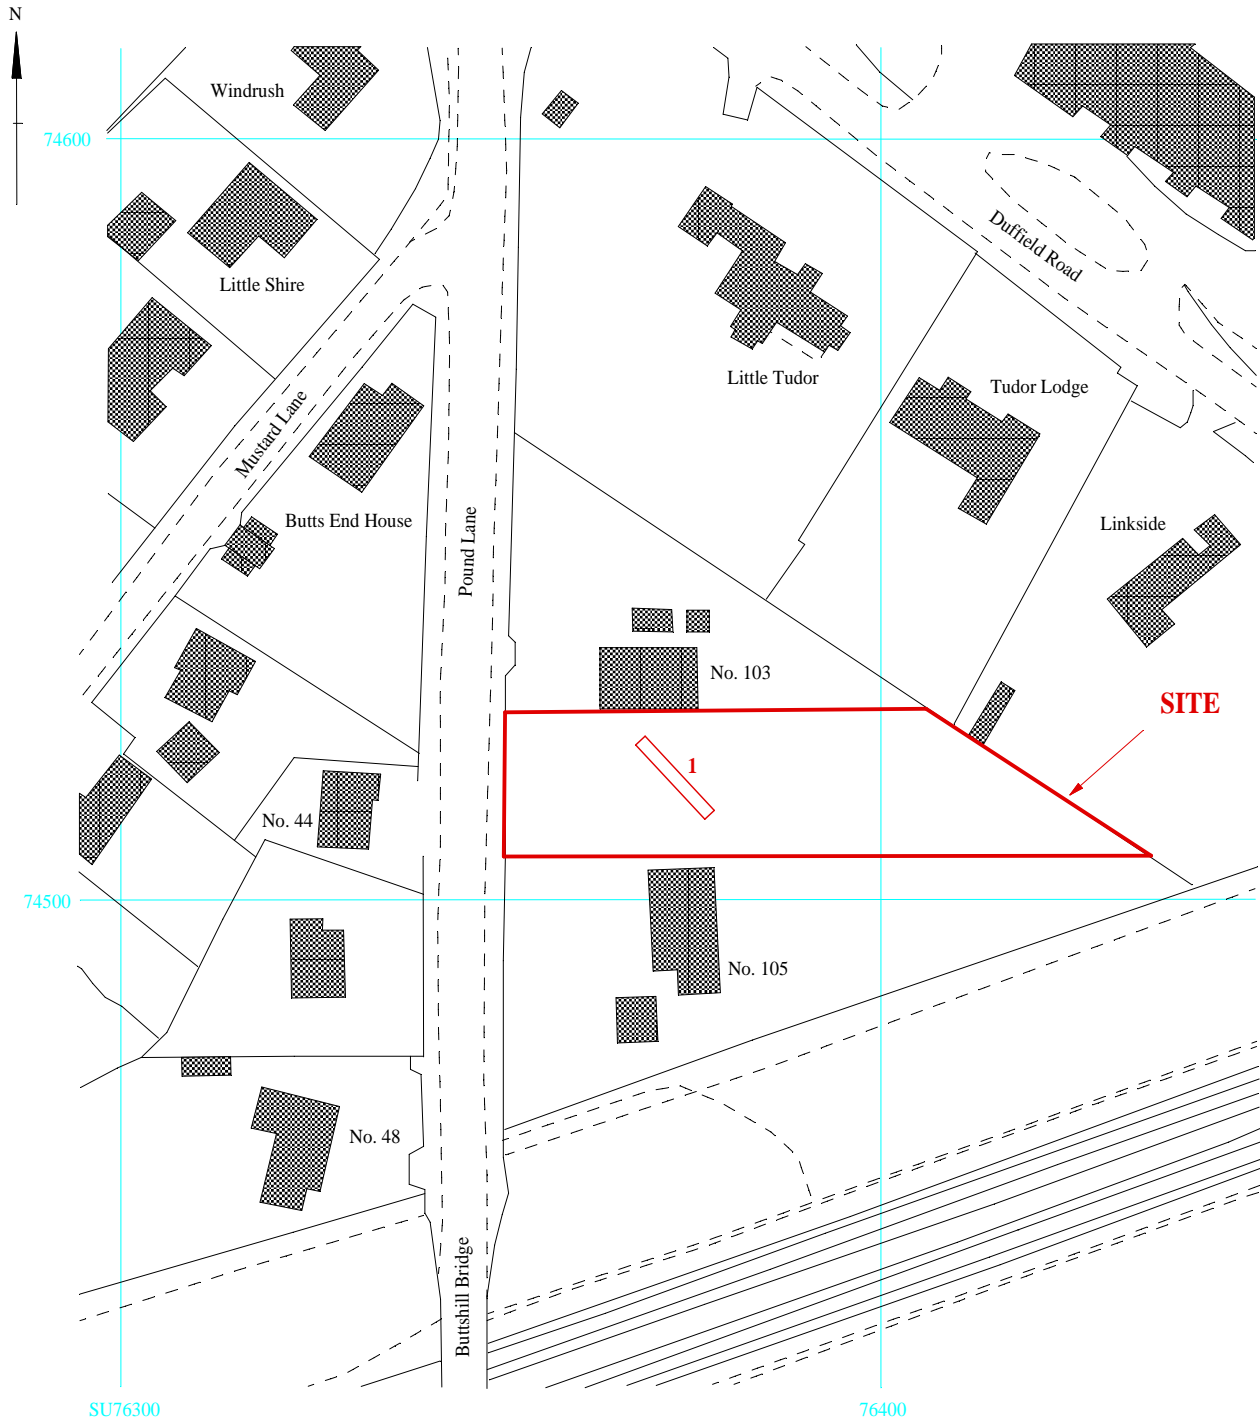 N
Windrush
74600
Duffield Road
Little Shire
Little Tudor
Tudor Lodge
Mustard Lane
Butts End House
Pound Lane
Linkside
No. 103
SITE
1
No. 44
74500
No. 105
No. 48
Buttshill Bridge
SU76300
76400